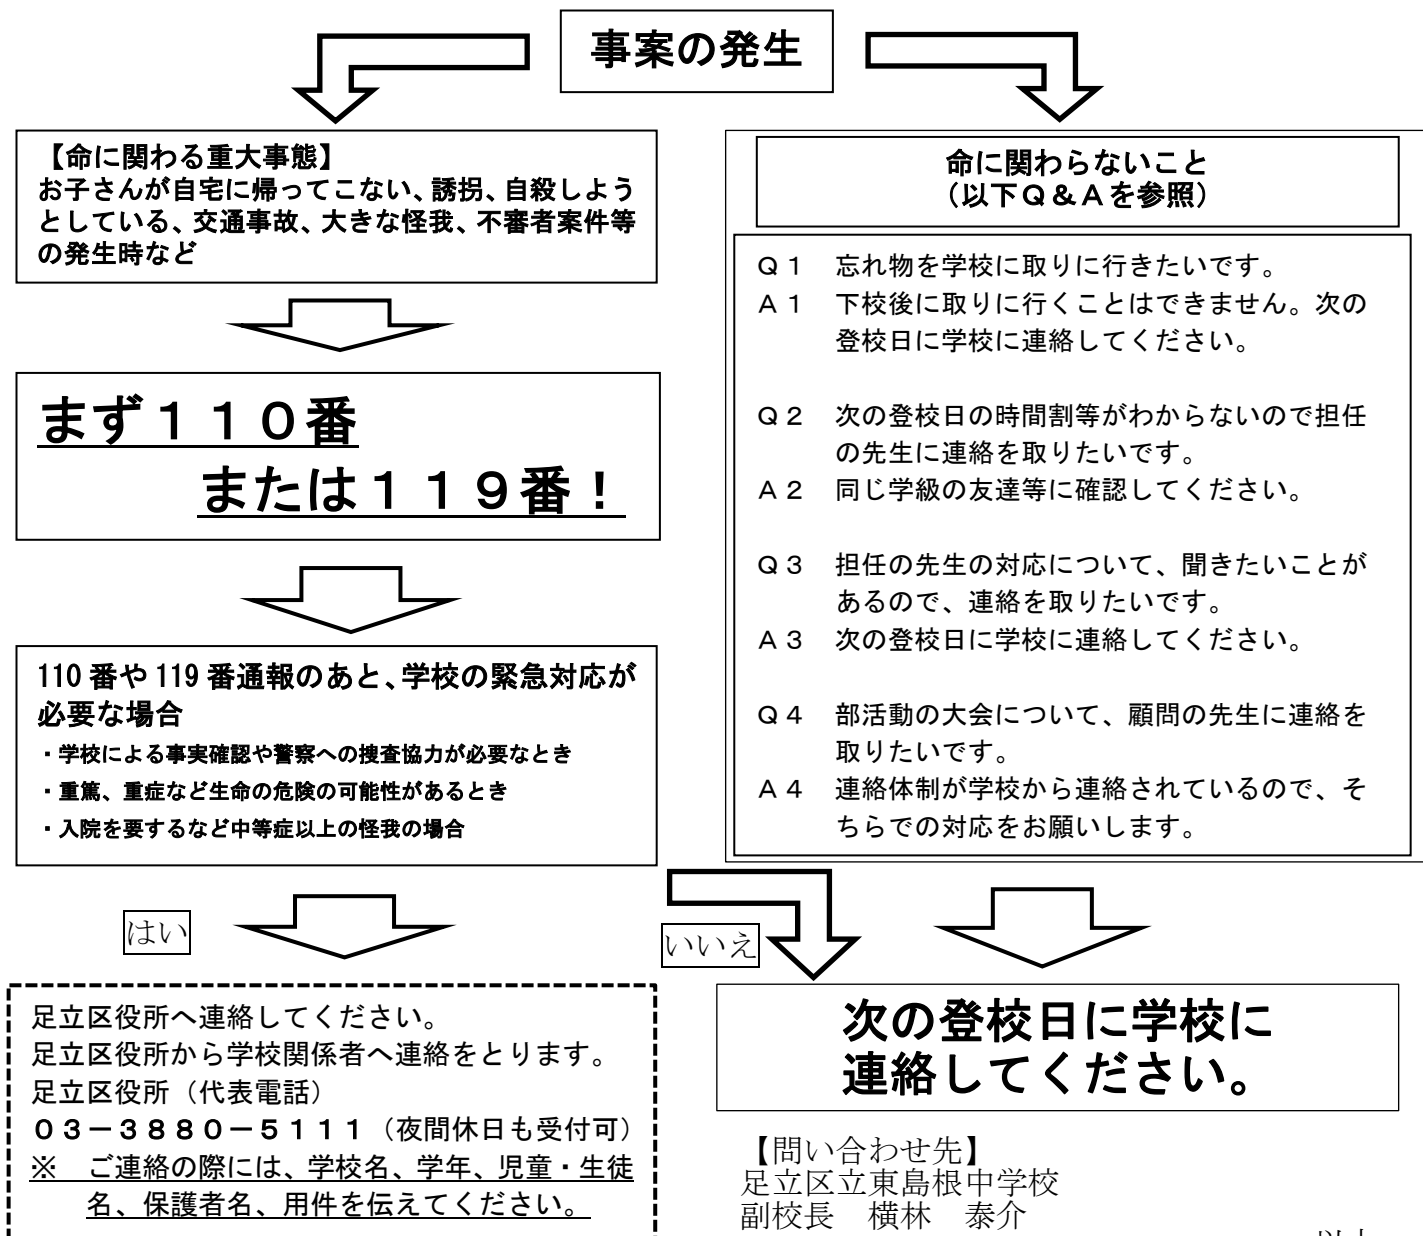 事案の発生
【命に関わる重大事態】
お子さんが自宅に帰ってこない、誘拐、自殺しよう
としている、交通事故、大きな怪我、不審者案件等
の発生時など
まず１１０番
または１１９番！
110番や119番通報のあと、学校の緊急対応が
必要な場合
・学校による事実確認や警察への捜査協力が必要なとき
・重篤、重症など生命の危険の可能性があるとき
・入院を要するなど中等症以上の怪我の場合
はい
いいえ
足立区役所へ連絡してください。
足立区役所から学校関係者へ連絡をとります。
足立区役所（代表電話）
０３－３８８０－５１１１（夜間休日も受付可）
※　ご連絡の際には、学校名、学年、児童・生徒
名、保護者名、用件を伝えてください。
命に関わらないこと
（以下Ｑ＆Ａを参照）
Ｑ１　忘れ物を学校に取りに行きたいです。
Ａ１　下校後に取りに行くことはできません。次の
登校日に学校に連絡してください。
Ｑ２　次の登校日の時間割等がわからないので担任
の先生に連絡を取りたいです。
Ａ２　同じ学級の友達等に確認してください。
Ｑ３　担任の先生の対応について、聞きたいことが
あるので、連絡を取りたいです。
Ａ３　次の登校日に学校に連絡してください。
Ｑ４　部活動の大会について、顧問の先生に連絡を
取りたいです。
Ａ４　連絡体制が学校から連絡されているので、そ
ちらでの対応をお願いします。
次の登校日に学校に
連絡してください。
【問い合わせ先】
足立区立東島根中学校
副校長　横林　泰介